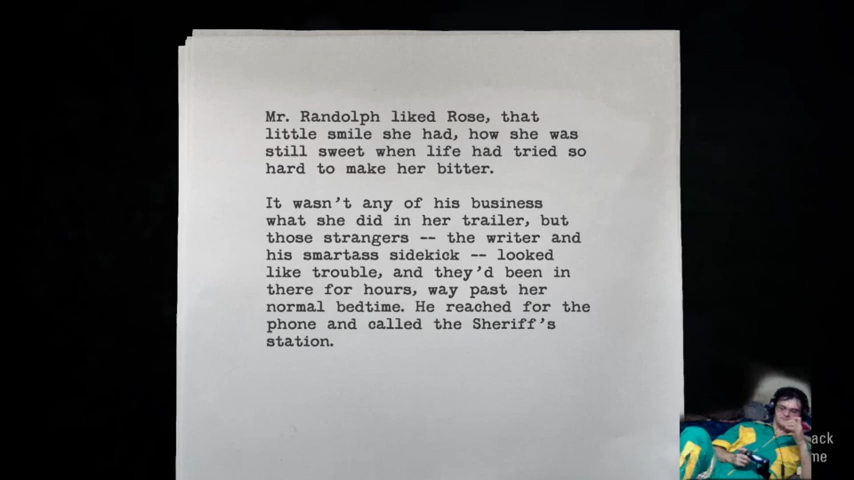 Mr. Randolph liked Rose, that
little smile she had, how she was
still sweet when life had tried so
hard to make her bitter.
It wasn't any of his business
what she did in her trailer, but
those strangers -- the writer and
his smartass sidekick -- looked
like trouble, and they'd been in
there for hours, way past her
normal bedtime. He reached for the
phone and called the Sheriff's
station.
ack
me